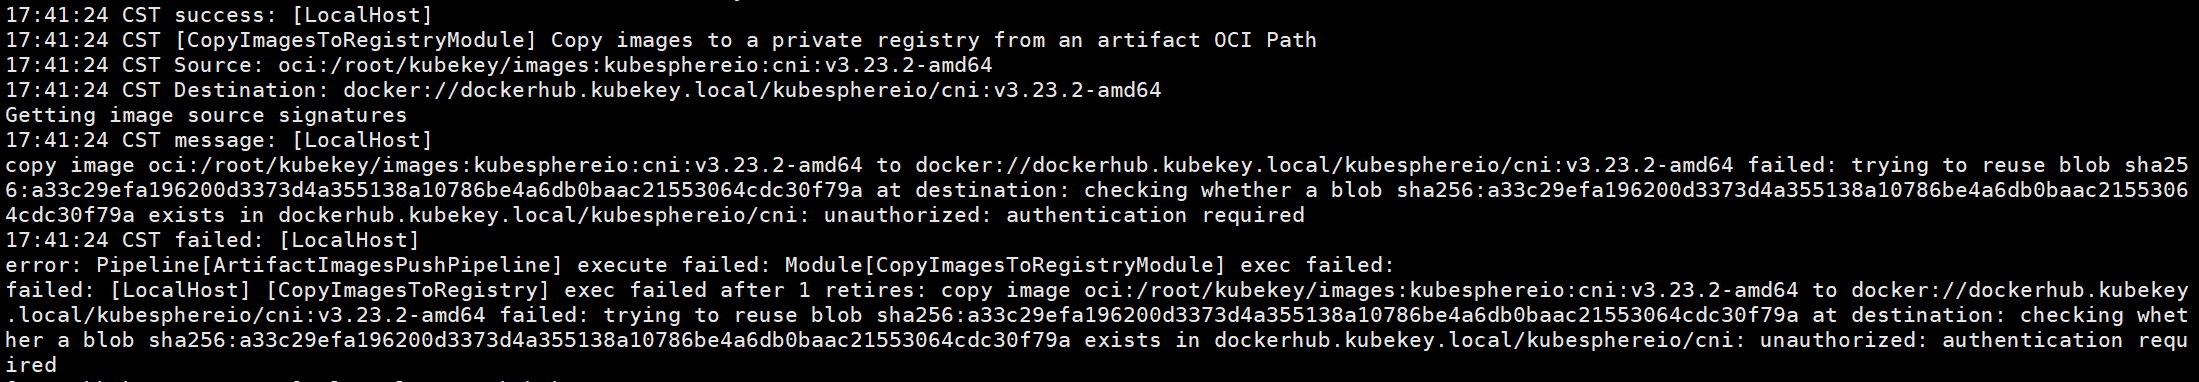 17:41:24 CST success: [LocalHost]
17:41:24 CST [CopyImagesToRegistryModule] Copy images to a private registry from an artifact OCI Path
17:41:24 CST Source: oci:/root/kubekey/images:kubesphereio:cni:v3.23.2-amd64
17:41:24 CST Destination: docker://dockerhub.kubekey.local/kubesphereio/cni:v3.23.2-amd64
Getting image source signatures
17:41:24 CST message: [LocalHost]
copy image oci:/root/kubekey/images:kubesphereio:cni:v3.23.2-amd64 to docker://dockerhub.kubekey.local/kubesphereio/cni:v3.23.2-amd64 failed: trying to reuse blob sha25
6:a33c29efa196200d3373d4a355138a10786be4a6db0baac21553064cdc30f79a at destination: checking whether a blob sha256:a33c29efa196200d3373d4a355138a10786be4a6db0baac2155306
4cdc30f79a exists in dockerhub.kubekey.local/kubesphereio/cni: unauthorized: authentication required
17:41:24 CST failed: [LocalHost]
error: Pipeline[ArtifactImagesPushPipeline] execute failed: Module[CopyImagesToRegistryModule] exec failed:
failed: [LocalHost] [CopyImagesToRegistry] exec failed after 1 retires: copy image oci:/root/kubekey/images:kubesphereio:cni:v3.23.2-amd64 to docker://dockerhub.kubekey
.local/kubesphereio/cni:v3.23.2-amd64 failed: trying to reuse blob sha256:a33c29efa196200d3373d4a355138a10786be4a6db0baac21553064cdc30f79a at destination: checking whet
her a blob sha256:a33c29efa196200d3373d4a355138a10786be4a6db0baac21553064cdc30f79a exists in dockerhub.kubekey.local/kubesphereio/cni: unauthorized: authentication requ
ired